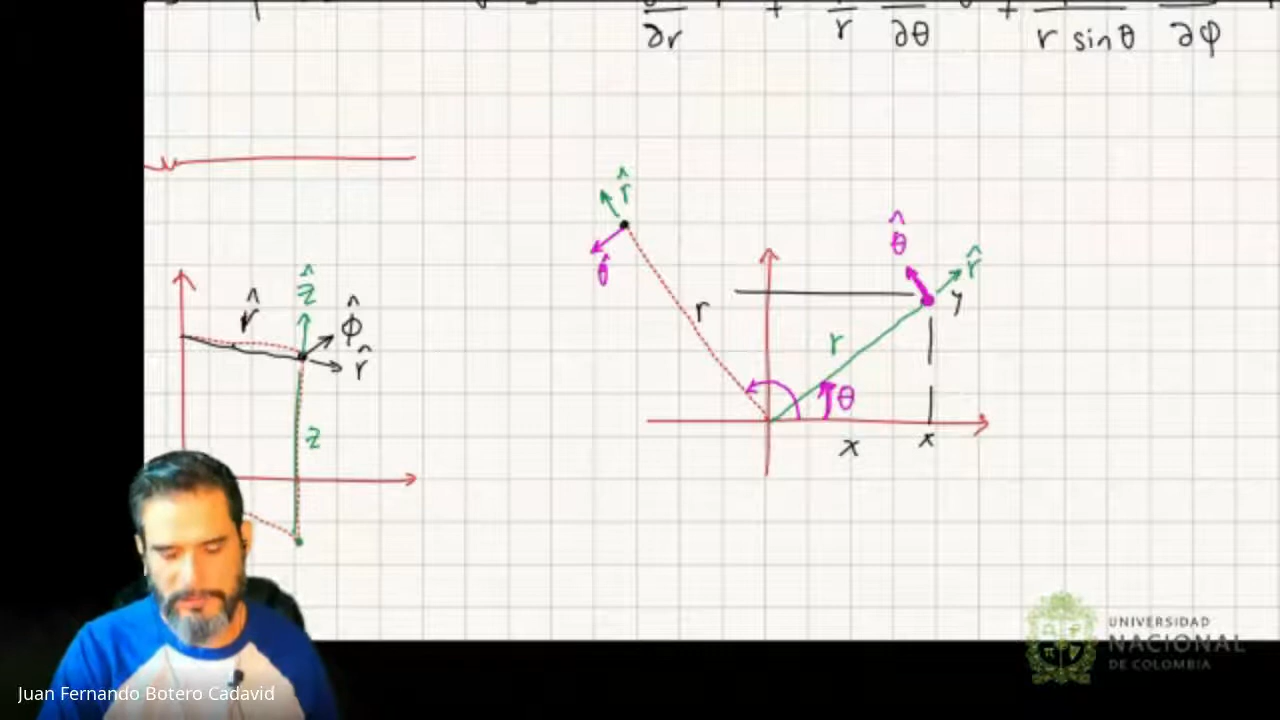 ∂r + r ∂θ + r sinθ ∂φ
r̂
θ̂
r
θ̂
r̂
y
r
θ
x
x
ẑ
r̂
φ̂
r̂
z
UNIVERSIDAD
NACIONAL
DE COLOMBIA
Juan Fernando Botero Cadavid